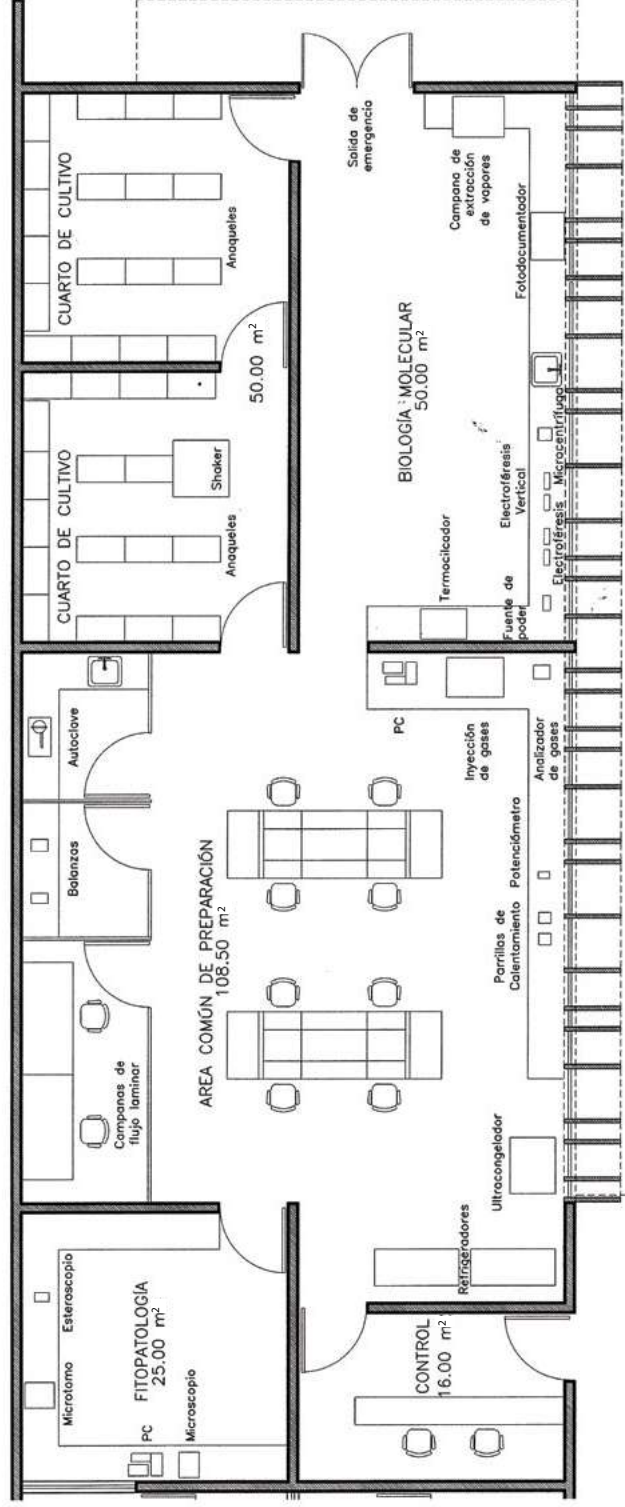 Microtomo
Esteroscopio
FITOPATOLOGÍA
25.00 m²
PC
Microscopio
CONTROL
16.00 m²
Campanas de
flujo laminar
Balanzas
Autoclave
AREA COMÚN DE PREPARACIÓN
108.50 m²
Refrigeradores
Ultracongelador
Parrillas de
Calentamiento
Potenciómetro
PC
Inyección
de gases
Analizador
de gases
CUARTO DE CULTIVO
Anaqueles
Shaker
CUARTO DE CULTIVO
Anaqueles
50.00 m²
BIOLOGÍA MOLECULAR
50.00 m²
Termocilcador
Fuente de
poder
Electroféresis
Vertical
Electroféresis
Microcentrífuga
Fotodocumentador
Campana de
extracción
de vapores
Salida de
emergencia